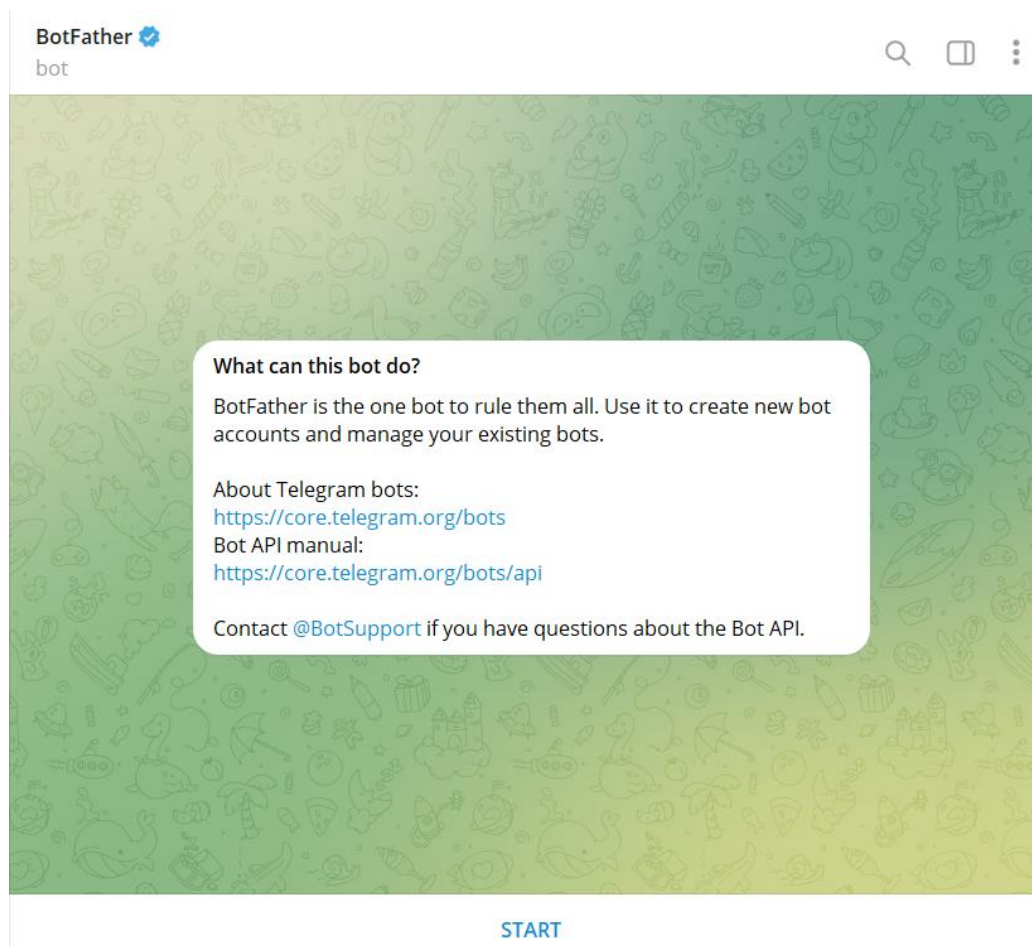 BotFather
bot
What can this bot do?
BotFather is the one bot to rule them all. Use it to create new bot
accounts and manage your existing bots.
About Telegram bots:
https://core.telegram.org/bots
Bot API manual:
https://core.telegram.org/bots/api
Contact @BotSupport if you have questions about the Bot API.
START